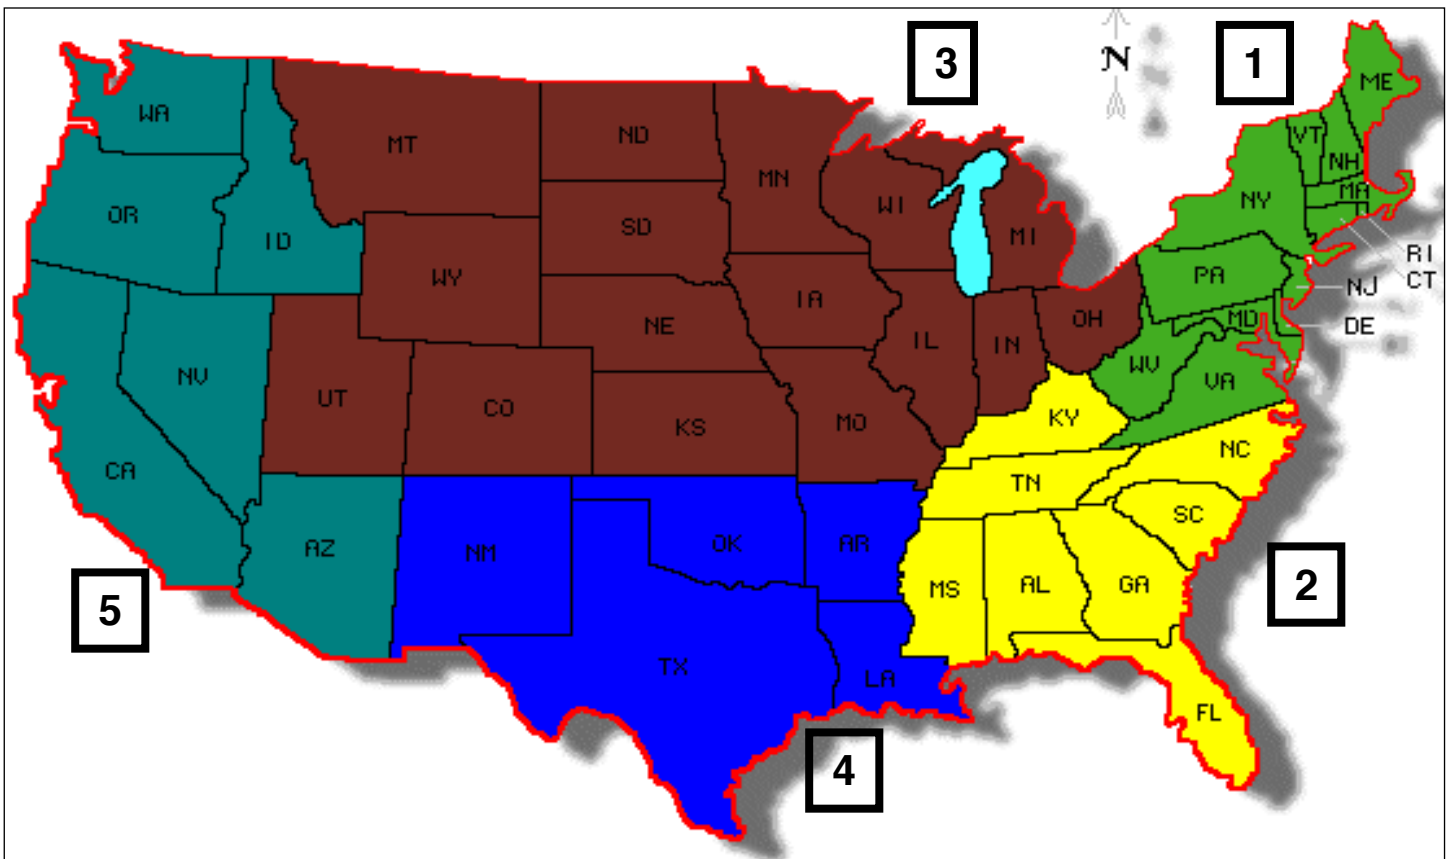 3
1
N
ME
WA
VT
MT
ND
NH
MN
MA
WI
NY
OR
SD
ID
MI
RI
WY
PA
CT
NJ
IA
NE
OH
MD
DE
IL
IN
WV
NV
VA
UT
CO
KS
MO
KY
NC
CA
TN
SC
AZ
NM
OK
AR
MS
AL
GA
2
5
TX
LA
FL
4